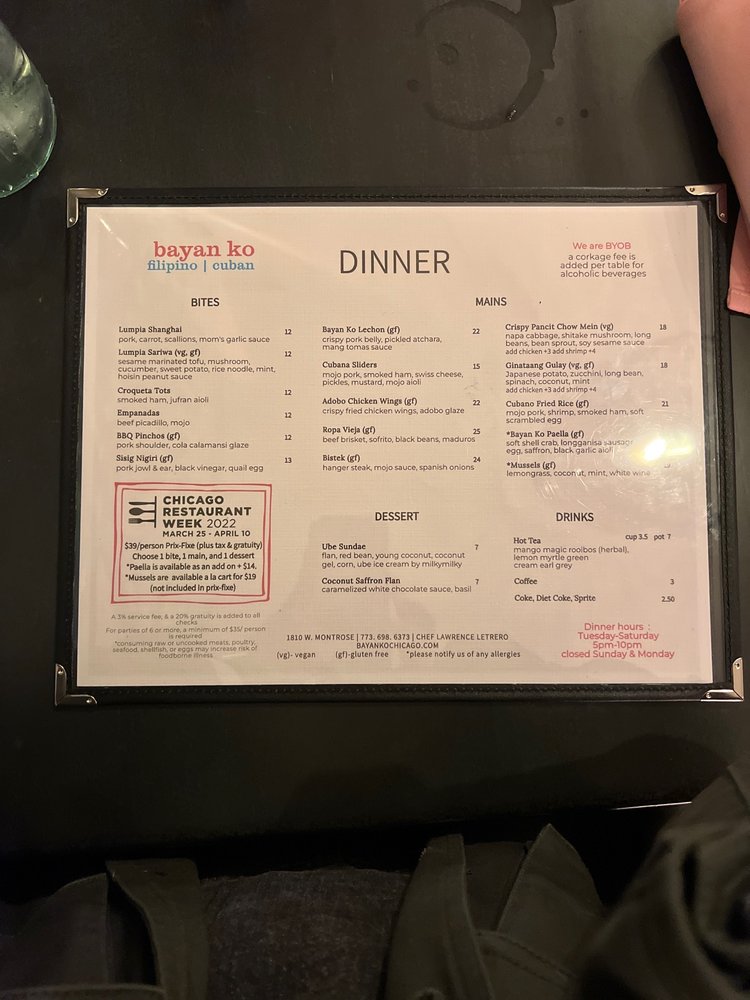 bayan ko
filipino | cuban
DINNER
We are BYOB
a corkage fee is
added per table for
alcoholic beverages
BITES
Lumpia Shanghai 12
pork, carrot, scallions, mom's garlic sauce
Lumpia Sariwa (vg, gf) 12
sesame marinated tofu, mushroom,
cucumber, sweet potato, rice noodle, mint,
hoisin peanut sauce
Croqueta Tots 12
smoked ham, jufran aioli
Empanadas 12
beef picadillo, mojo
BBQ Pinchos (gf) 12
pork shoulder, cola calamansi glaze
Sisig Nigiri (gf) 13
pork jowl & ear, black vinegar, quail egg
CHICAGO
RESTAURANT
WEEK 2022
MARCH 25 - APRIL 10
$39/person Prix-Fixe (plus tax & gratuity)
Choose 1 bite, 1 main, and 1 dessert
*Paella is available as an add on + $14.
*Mussels are available a la cart for $19
(not included in prix-fixe)
A 3% service fee, & a 20% gratuity is added to all
checks
For parties of 6 or more, a minimum of $35/ person
is required
*consuming raw or uncooked meats, poultry,
seafood, shellfish, or eggs may increase risk of
foodborne illness
MAINS
Bayan Ko Lechon (gf) 22
crispy pork belly, pickled atchara,
mang tomas sauce
Cubana Sliders 15
mojo pork, smoked ham, swiss cheese,
pickles, mustard, mojo aioli
Adobo Chicken Wings (gf) 22
crispy fried chicken wings, adobo glaze
Ropa Vieja (gf) 25
beef brisket, sofrito, black beans, maduros
Bistek (gf) 24
hanger steak, mojo sauce, spanish onions
Crispy Pancit Chow Mein (vg) 18
napa cabbage, shitake mushroom, long
beans, bean sprout, soy sesame sauce
add chicken +3 add shrimp +4
Ginataang Gulay (vg, gf) 18
Japanese potato, zucchini, long bean,
spinach, coconut, mint
add chicken +3 add shrimp +4
Cubano Fried Rice (gf) 21
mojo pork, shrimp, smoked ham, soft
scrambled egg
*Bayan Ko Paella (gf)
soft shell crab, longganisa sausage,
egg, saffron, black garlic aioli
*Mussels (gf) 19
lemongrass, coconut, mint, white wine
DESSERT
Ube Sundae 7
flan, red bean, young coconut, coconut
gel, corn, ube ice cream by milkymilky
Coconut Saffron Flan 7
caramelized white chocolate sauce, basil
DRINKS
Hot Tea cup 3.5 pot 7
mango magic rooibos (herbal),
lemon myrtle green
cream earl grey
Coffee 3
Coke, Diet Coke, Sprite 2.50
1810 W. MONTROSE | 773. 698. 6373 | CHEF LAWRENCE LETRERO
BAYANKOCHICAGO.COM
(vg)- vegan (gf)-gluten free *please notify us of any allergies
Dinner hours :
Tuesday-Saturday
5pm-10pm
closed Sunday & Monday